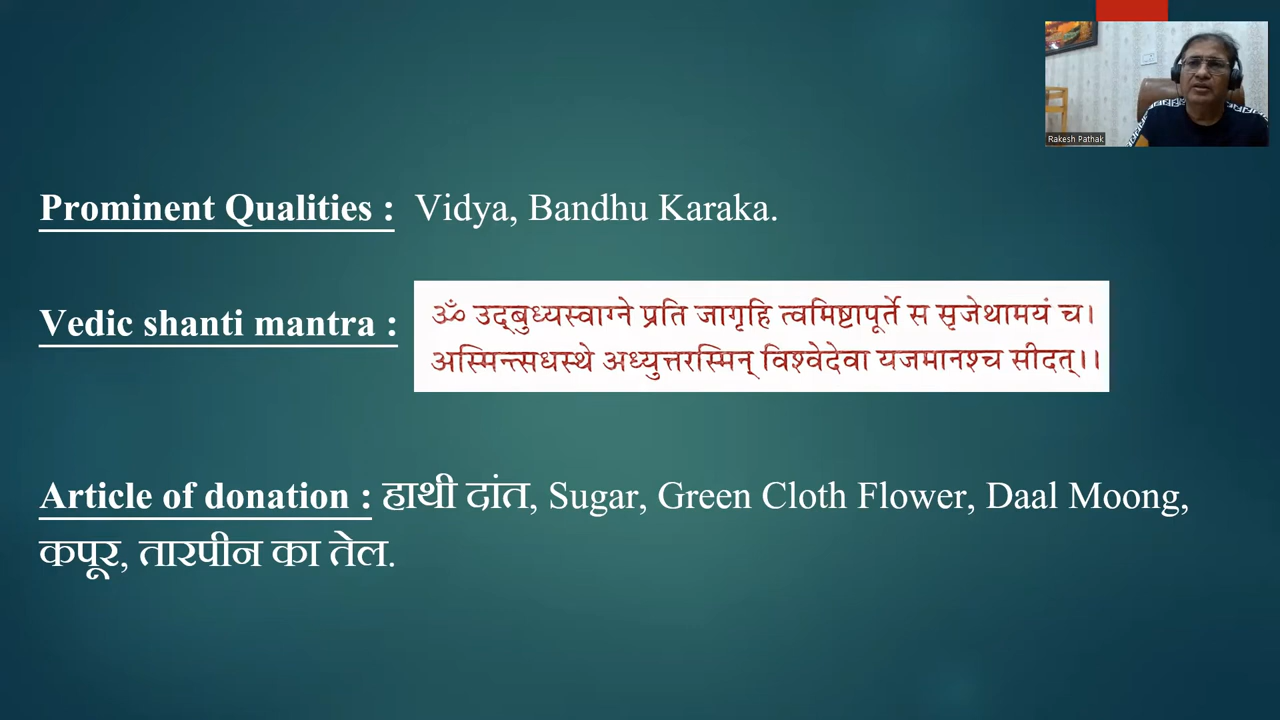 Rakesh Pathak
Prominent Qualities : Vidya, Bandhu Karaka.
Vedic shanti mantra :
ॐ उद्बुध्यस्वाग्ने प्रति जागृहि त्वमिष्टापूर्ते स सृजेथामयं च।
अस्मिन्त्सधस्थे अध्युत्तरस्मिन् विश्वेदेवा यजमानश्च सीदत्।।
Article of donation : हाथी दांत, Sugar, Green Cloth Flower, Daal Moong,
कपूर, तारपीन का तेल.